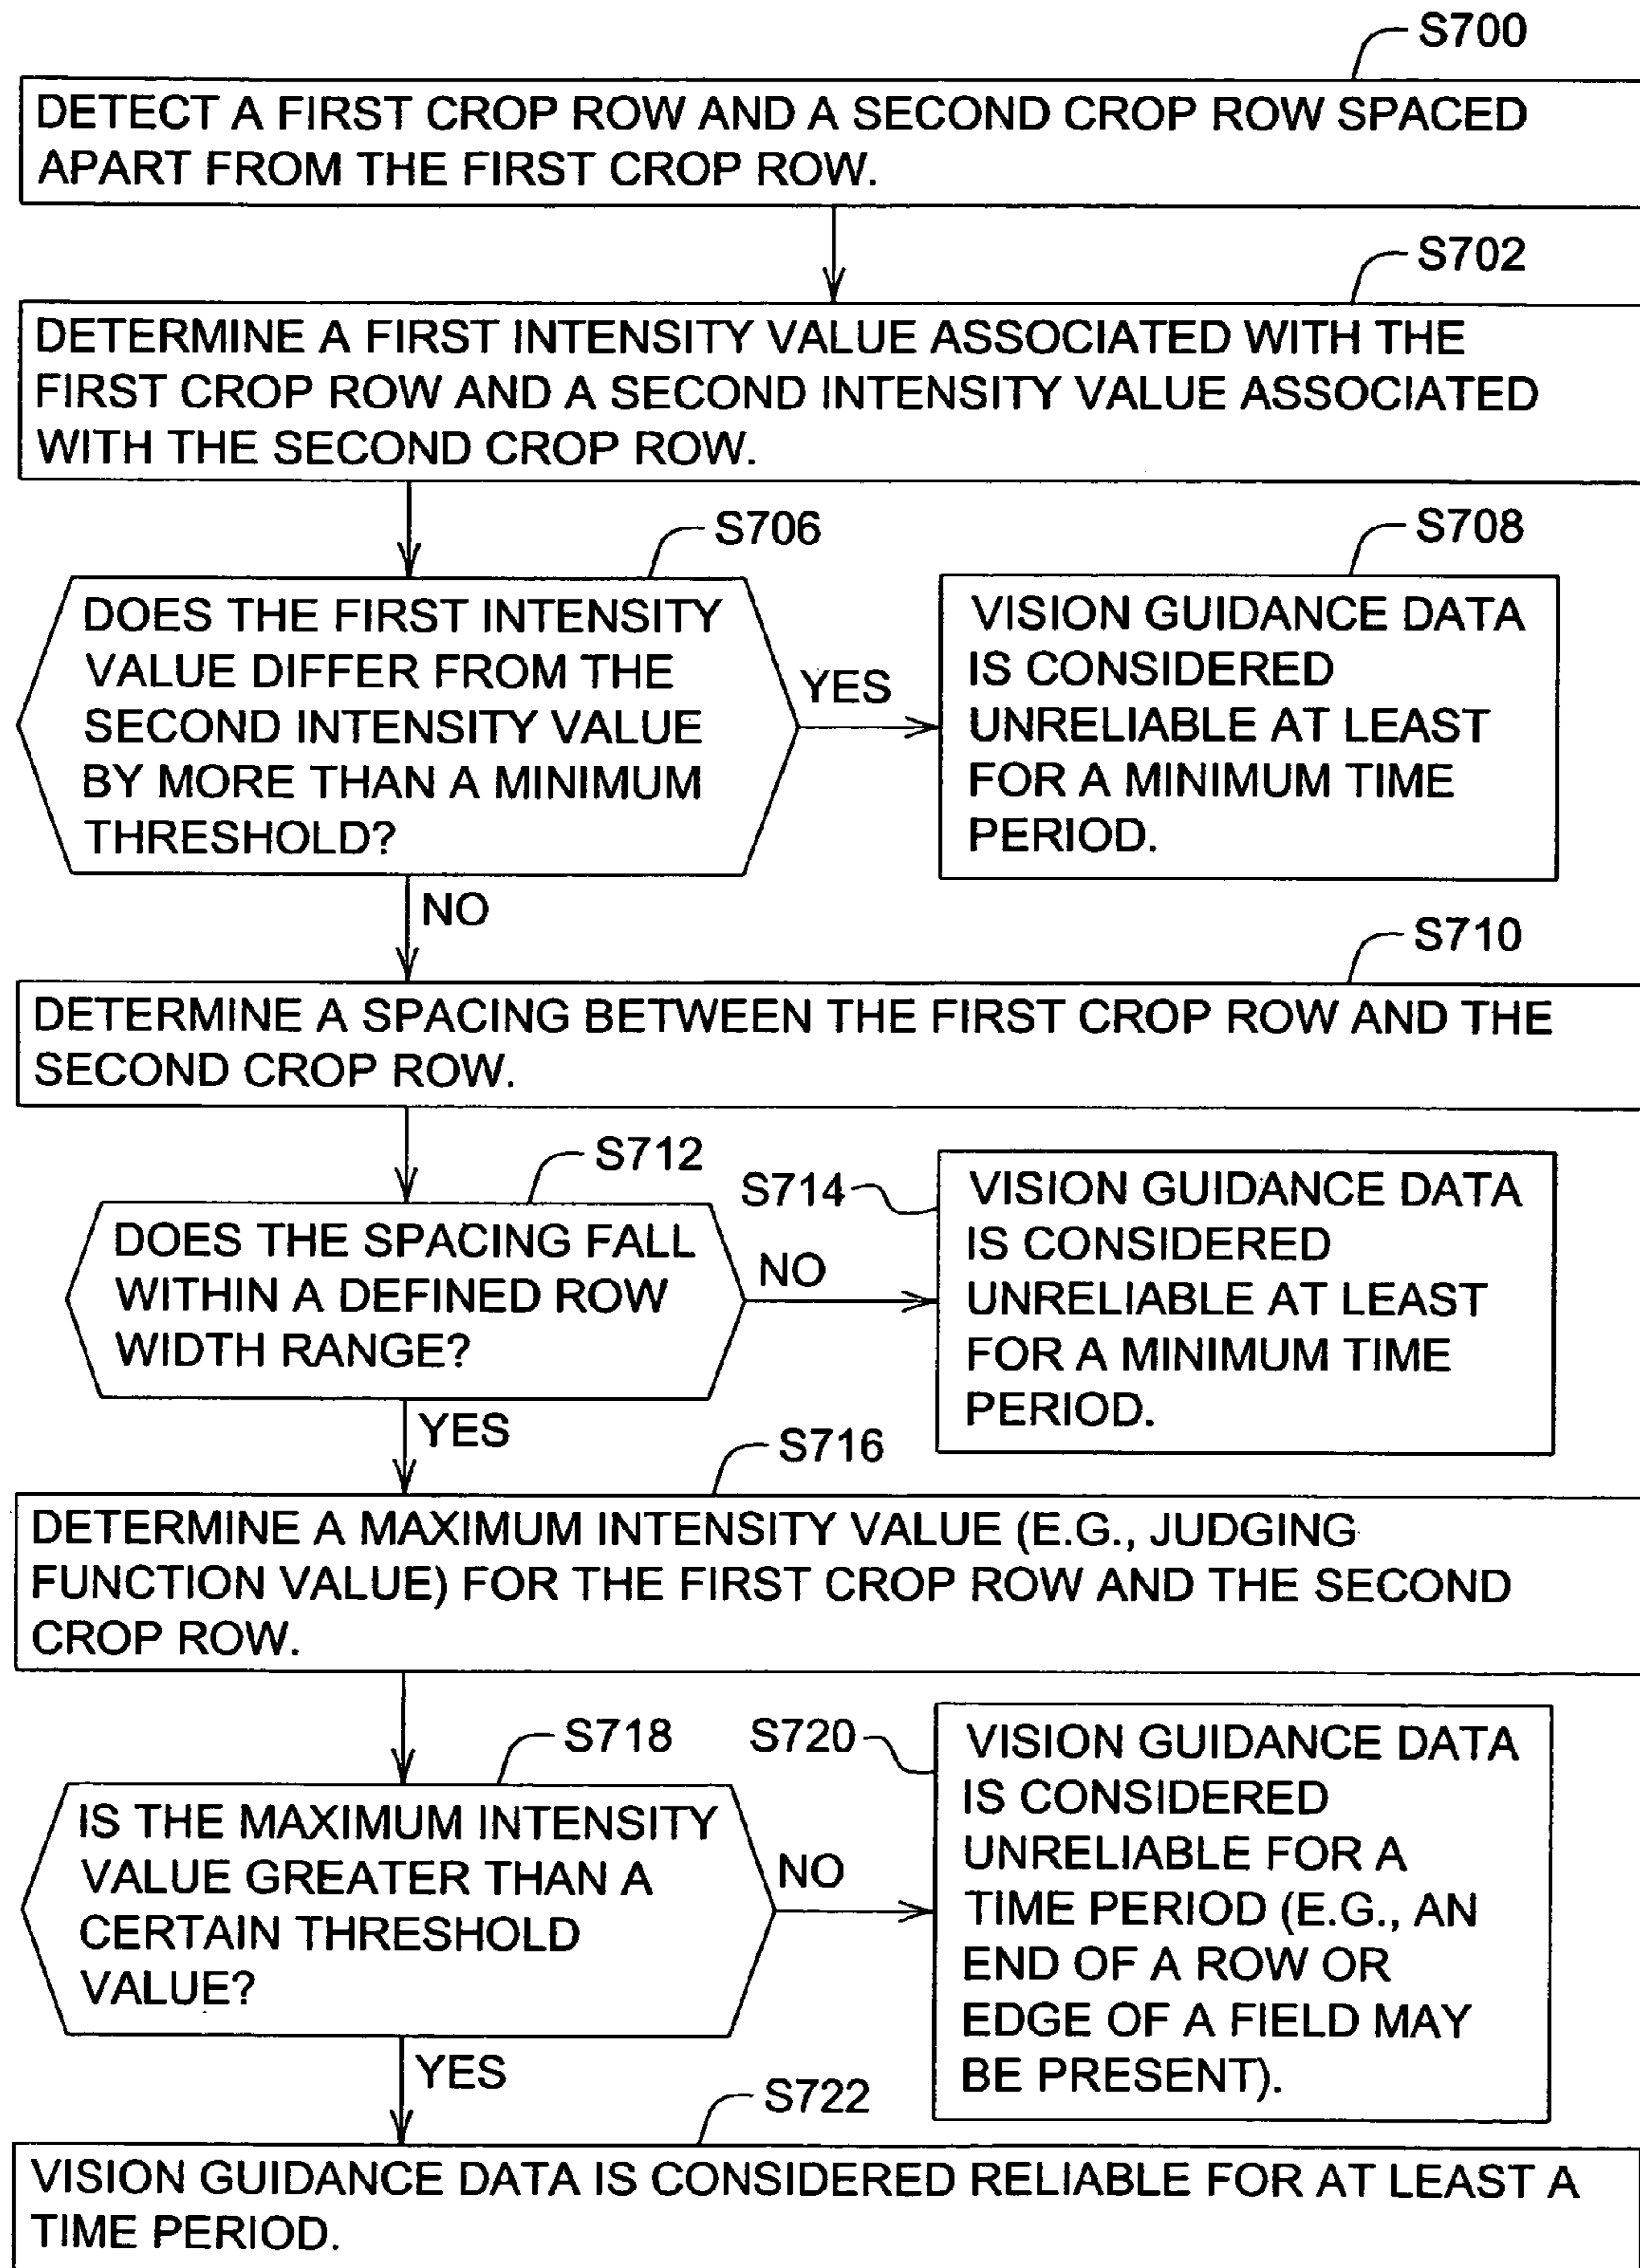 S700
DETECT A FIRST CROP ROW AND A SECOND CROP ROW SPACED
APART FROM THE FIRST CROP ROW.
S702
DETERMINE A FIRST INTENSITY VALUE ASSOCIATED WITH THE
FIRST CROP ROW AND A SECOND INTENSITY VALUE ASSOCIATED
WITH THE SECOND CROP ROW.
S706
DOES THE FIRST INTENSITY
VALUE DIFFER FROM THE
SECOND INTENSITY VALUE
BY MORE THAN A MINIMUM
THRESHOLD?
YES
S708
VISION GUIDANCE DATA
IS CONSIDERED
UNRELIABLE AT LEAST
FOR A MINIMUM TIME
PERIOD.
NO
S710
DETERMINE A SPACING BETWEEN THE FIRST CROP ROW AND THE
SECOND CROP ROW.
S712
DOES THE SPACING FALL
WITHIN A DEFINED ROW
WIDTH RANGE?
NO
S714
VISION GUIDANCE DATA
IS CONSIDERED
UNRELIABLE AT LEAST
FOR A MINIMUM TIME
PERIOD.
YES
S716
DETERMINE A MAXIMUM INTENSITY VALUE (E.G., JUDGING
FUNCTION VALUE) FOR THE FIRST CROP ROW AND THE SECOND
CROP ROW.
S718
IS THE MAXIMUM INTENSITY
VALUE GREATER THAN A
CERTAIN THRESHOLD
VALUE?
NO
S720
VISION GUIDANCE DATA
IS CONSIDERED
UNRELIABLE FOR A
TIME PERIOD (E.G., AN
END OF A ROW OR
EDGE OF A FIELD MAY
BE PRESENT).
YES
S722
VISION GUIDANCE DATA IS CONSIDERED RELIABLE FOR AT LEAST A
TIME PERIOD.